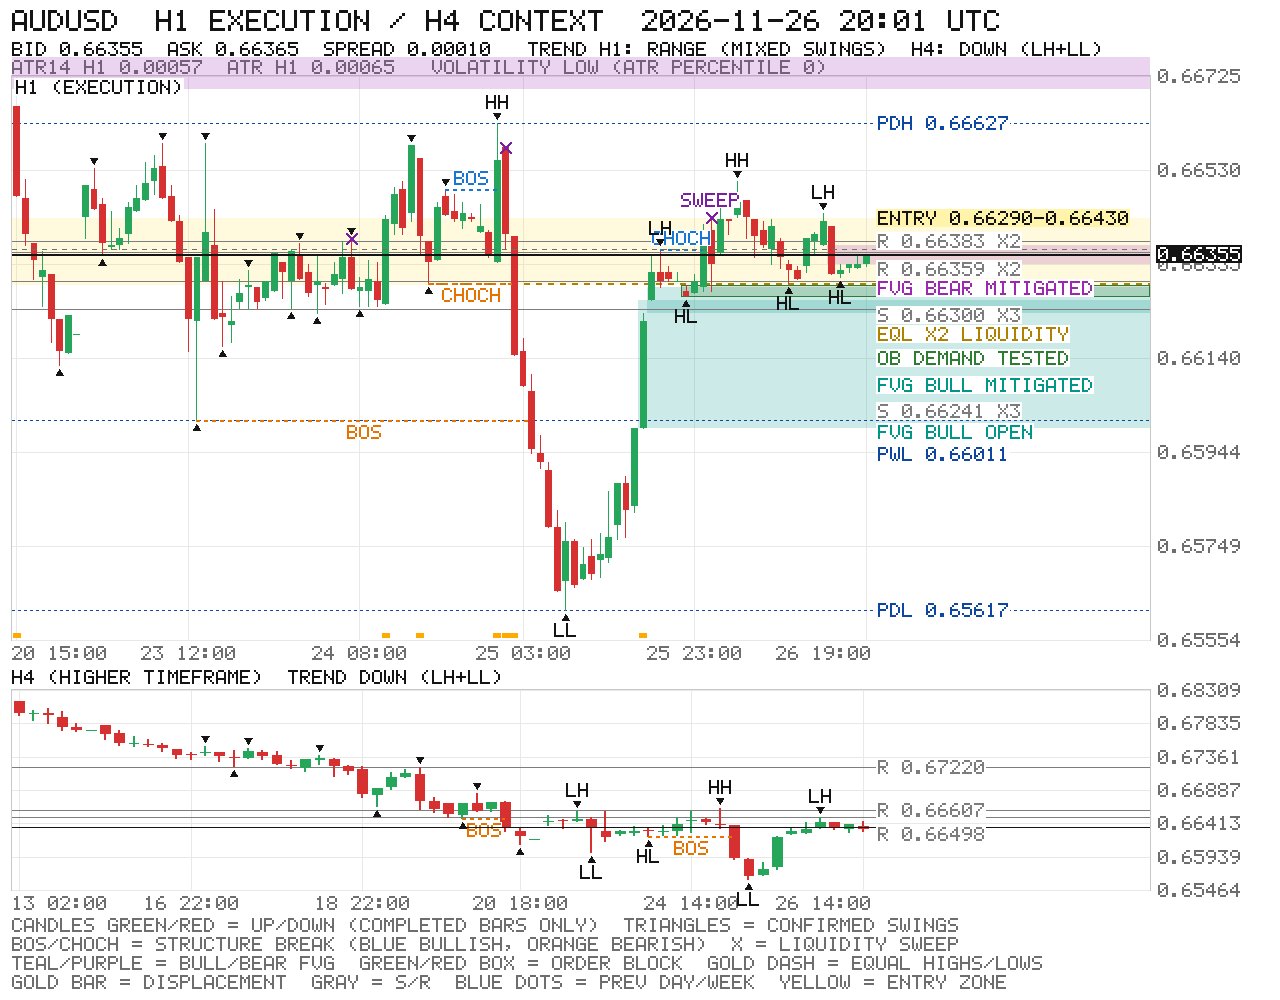 AUDUSD  H1 EXECUTION / H4 CONTEXT  2026-11-26 20:01 UTC
BID 0.66355  ASK 0.66365  SPREAD 0.00010  TREND H1: RANGE (MIXED SWINGS)  H4: DOWN (LH+LL)
ATR14 H1 0.00057  ATR H1 0.00065  VOLATILITY LOW (ATR PERCENTILE 0)
0.66725
H1 (EXECUTION)
HH
PDH 0.66627
HH
0.66530
BOS
SWEEP
LH
ENTRY 0.66290-0.66430
LH
CHOCH
R 0.66383 X2
0.66355
R 0.66359 X2
CHOCH
FVG BEAR MITIGATED
HL
HL
HL
S 0.66300 X3
EQL X2 LIQUIDITY
OB DEMAND TESTED
0.66140
FVG BULL MITIGATED
S 0.66241 X3
BOS
FVG BULL OPEN
PWL 0.66011
0.65944
0.65749
PDL 0.65617
LL
0.65554
20 15:00  23 12:00  24 08:00  25 03:00  25 23:00  26 19:00
H4 (HIGHER TIMEFRAME)  TREND DOWN (LH+LL)
0.68309
0.67835
0.67361
R 0.67220
HH
0.66887
LH
LH
R 0.66607
BOS
0.66413
R 0.66498
BOS
HL
0.65939
LL
LL
0.65464
13 02:00  16 22:00  18 22:00  20 18:00  24 14:00  26 14:00
CANDLES GREEN/RED = UP/DOWN (COMPLETED BARS ONLY)  TRIANGLES = CONFIRMED SWINGS
BOS/CHOCH = STRUCTURE BREAK (BLUE BULLISH, ORANGE BEARISH)  X = LIQUIDITY SWEEP
TEAL/PURPLE = BULL/BEAR FVG  GREEN/RED BOX = ORDER BLOCK  GOLD DASH = EQUAL HIGHS/LOWS
GOLD BAR = DISPLACEMENT  GRAY = S/R  BLUE DOTS = PREV DAY/WEEK  YELLOW = ENTRY ZONE